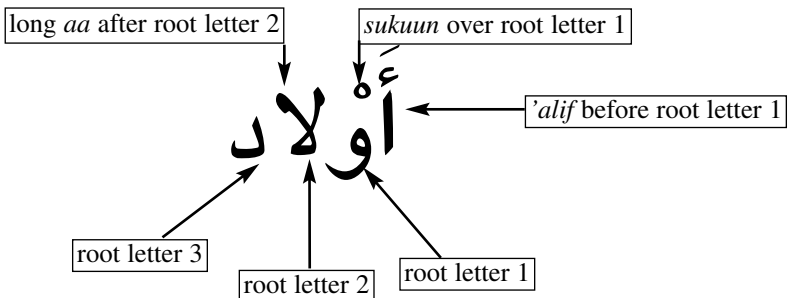 long aa after root letter 2
sukuun over root letter 1
أَوْلاد
’alif before root letter 1
root letter 3
root letter 2
root letter 1